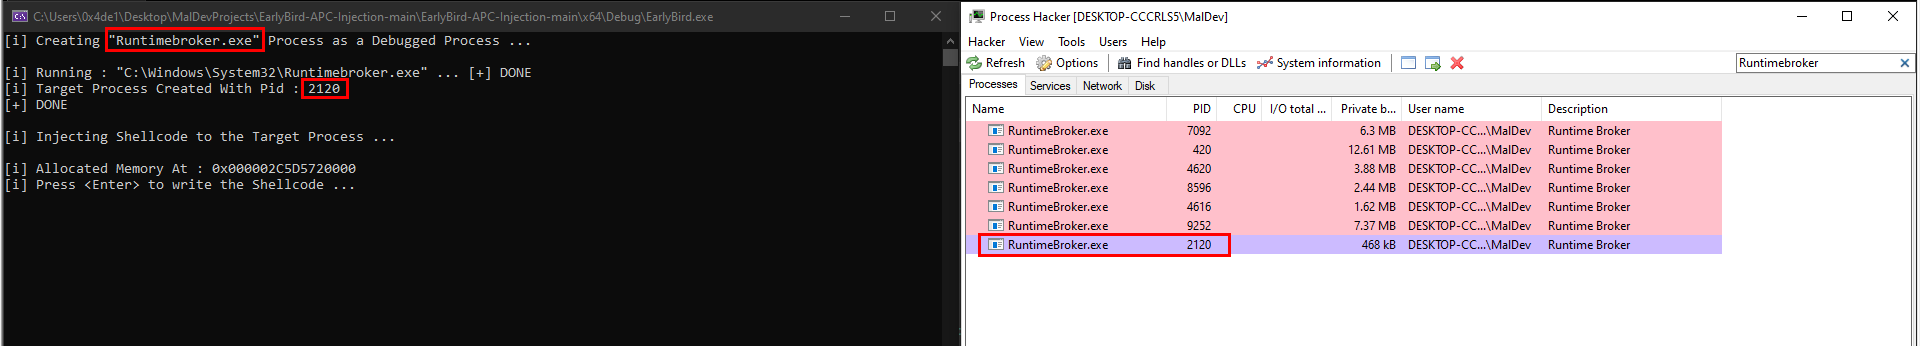 C:\Users\0x4de1\Desktop\MalDevProjects\EarlyBird-APC-Injection-main\EarlyBird-APC-Injection-main\x64\Debug\EarlyBird.exe
[i] Creating "Runtimebroker.exe" Process as a Debugged Process ...
[i] Running : "C:\Windows\System32\Runtimebroker.exe" ... [+] DONE
[i] Target Process Created With Pid : 2120
[+] DONE
[i] Injecting Shellcode to the Target Process ...
[i] Allocated Memory At : 0x000002C5D5720000
[i] Press <Enter> to write the Shellcode ...
Process Hacker [DESKTOP-CCCRLS5\MalDev]
Hacker View Tools Users Help
Refresh Options Find handles or DLLs System information Runtimebroker
Processes Services Network Disk
Name PID CPU I/O total ... Private b... User name Description
RuntimeBroker.exe 7092 6.3 MB DESKTOP-CC...\MalDev Runtime Broker
RuntimeBroker.exe 420 12.61 MB DESKTOP-CC...\MalDev Runtime Broker
RuntimeBroker.exe 4620 3.88 MB DESKTOP-CC...\MalDev Runtime Broker
RuntimeBroker.exe 8596 2.44 MB DESKTOP-CC...\MalDev Runtime Broker
RuntimeBroker.exe 4616 1.62 MB DESKTOP-CC...\MalDev Runtime Broker
RuntimeBroker.exe 9252 7.37 MB DESKTOP-CC...\MalDev Runtime Broker
RuntimeBroker.exe 2120 468 kB DESKTOP-CC...\MalDev Runtime Broker